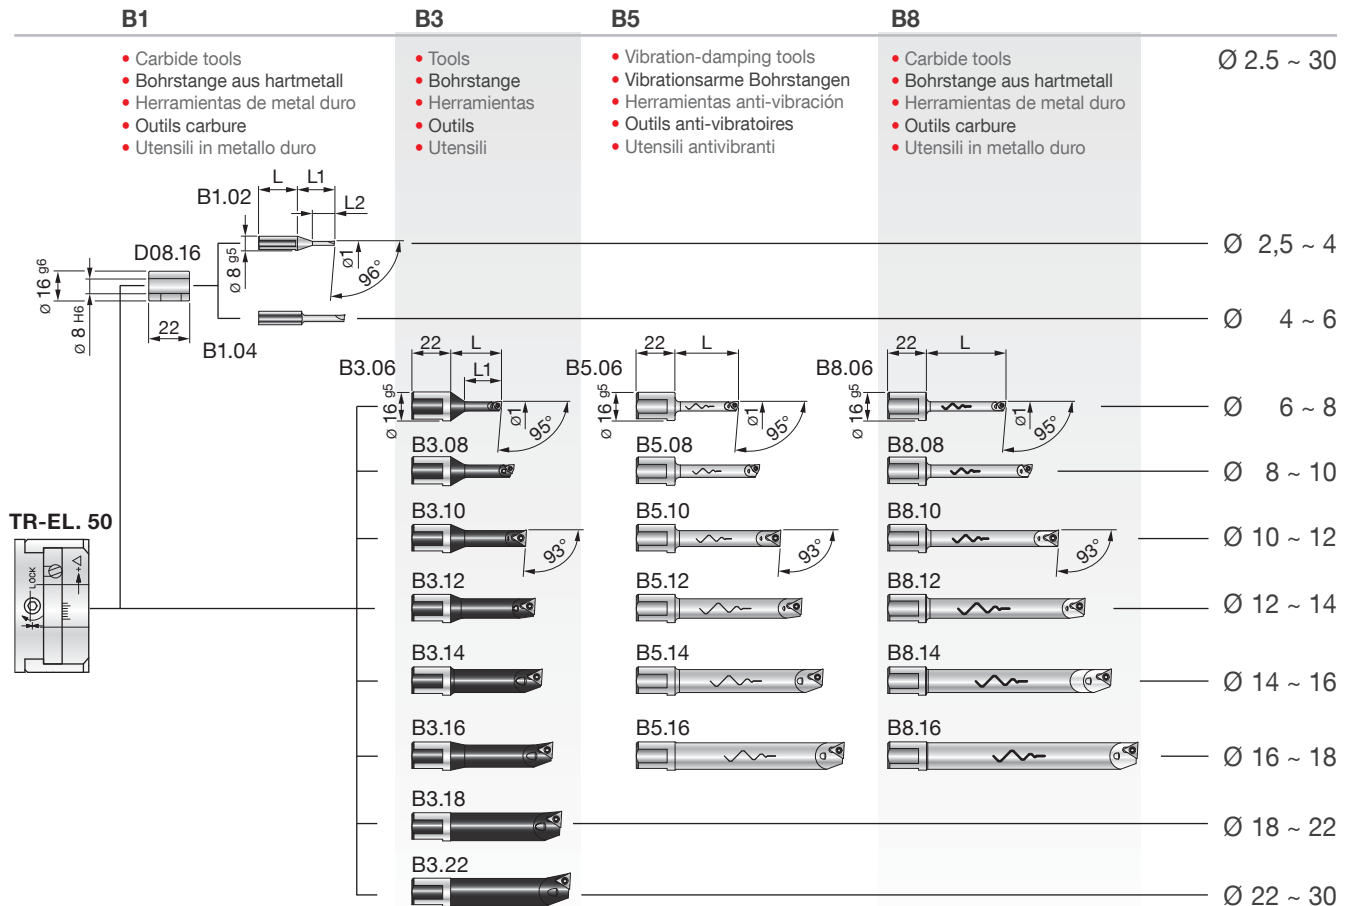 B1
B3
B5
B8
• Carbide tools
• Bohrstange aus hartmetall
• Herramientas de metal duro
• Outils carbure
• Utensili in metallo duro
• Tools
• Bohrstange
• Herramientas
• Outils
• Utensili
• Vibration-damping tools
• Vibrationsarme Bohrstangen
• Herramientas anti-vibración
• Outils anti-vibratoires
• Utensili antivibranti
• Carbide tools
• Bohrstange aus hartmetall
• Herramientas de metal duro
• Outils carbure
• Utensili in metallo duro
Ø 2.5 ~ 30
B1.02
L
L1
L2
Ø 8 g5
ø1
96°
Ø 2,5 ~ 4
D08.16
Ø 16 g6
Ø 8 H6
22
B1.04
Ø 4 ~ 6
B3.06
22
L
L1
Ø 16 g5
ø1
95°
B5.06
22
L
Ø 16 g5
ø1
95°
B8.06
22
L
Ø 16 g5
ø1
95°
Ø 6 ~ 8
B3.08
B5.08
B8.08
Ø 8 ~ 10
TR-EL. 50
LOCK
+
B3.10
93°
B5.10
93°
B8.10
93°
Ø 10 ~ 12
B3.12
B5.12
B8.12
Ø 12 ~ 14
B3.14
B5.14
B8.14
Ø 14 ~ 16
B3.16
B5.16
B8.16
Ø 16 ~ 18
B3.18
Ø 18 ~ 22
B3.22
Ø 22 ~ 30